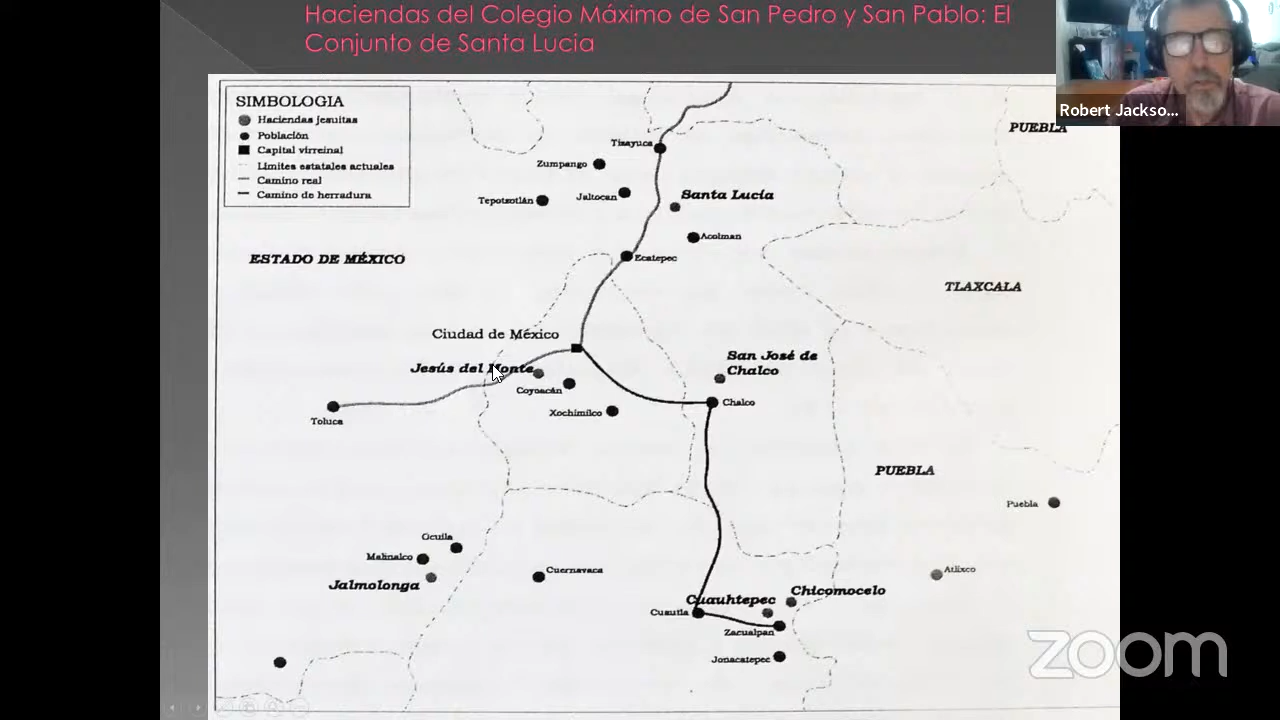 Haciendas del Colegio Máximo de San Pedro y San Pablo: El
Conjunto de Santa Lucia
Robert Jackso...
SIMBOLOGIA
Haciendas jesuitas
Población
Capital virreinal
Límites estatales actuales
Camino real
Camino de herradura
PUEBLA
Tizayuca
Zumpango
Jaltocan
Tepotzotlán
Santa Lucía
Acolman
Ecatepec
ESTADO DE MÉXICO
TLAXCALA
Ciudad de México
Jesús del Monte
San José de
Chalco
Coyoacán
Chalco
Xochimilco
Toluca
PUEBLA
Puebla
Ocuila
Malinalco
Jalmolonga
Cuernavaca
Atlixco
Cuauhtepec
Chicomocelo
Cuautla
Zacualpan
Jonacatepec
zoom